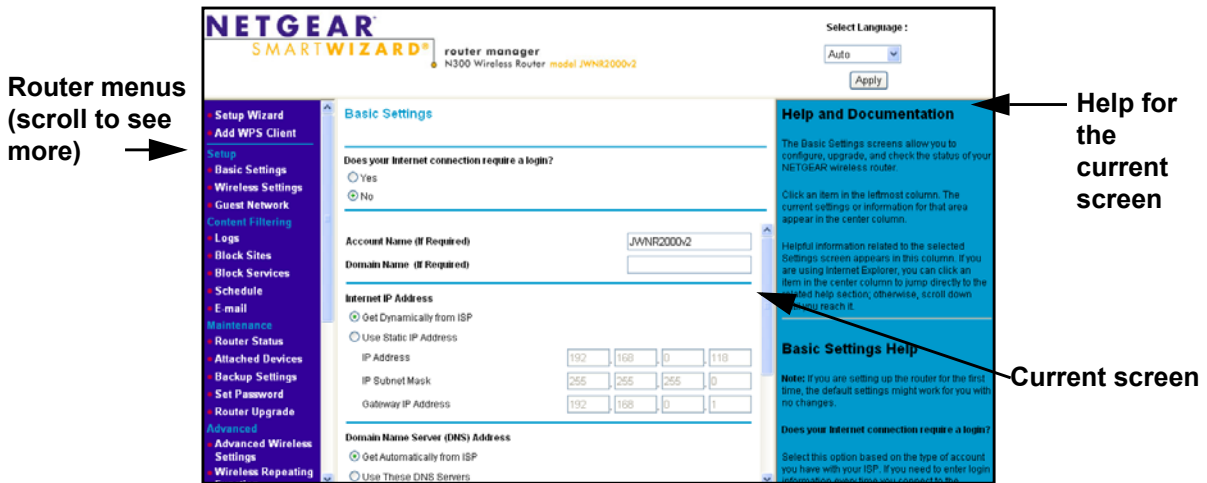 NETGEAR
SMARTWIZARD®
router manager
N300 Wireless Router model JWNR2000v2
Select Language :
Auto
Apply
Router menus
(scroll to see
more)
Setup Wizard
Add WPS Client
Setup
Basic Settings
Wireless Settings
Guest Network
Content Filtering
Logs
Block Sites
Block Services
Schedule
E-mail
Maintenance
Router Status
Attached Devices
Backup Settings
Set Password
Router Upgrade
Advanced
Advanced Wireless
Settings
Wireless Repeating
Basic Settings
Does your Internet connection require a login?
Yes
No
Account Name (If Required) JWNR2000v2
Domain Name (If Required)
Internet IP Address
Get Dynamically from ISP
Use Static IP Address
IP Address 192 . 168 . 0 . 118
IP Subnet Mask 255 . 255 . 255 . 0
Gateway IP Address 192 . 168 . 0 . 1
Domain Name Server (DNS) Address
Get Automatically from ISP
Use These DNS Servers
Help and Documentation
The Basic Settings screens allow you to
configure, upgrade, and check the status of your
NETGEAR wireless router.
Click an item in the leftmost column. The
current settings or information for that area
appear in the center column.
Helpful information related to the selected
Settings screen appears in this column. If you
are using Internet Explorer, you can click an
item in the center column to jump directly to the
related help section; otherwise, scroll down
until you reach it.
Basic Settings Help
Note: If you are setting up the router for the first
time, the default settings might work for you with
no changes.
Does your Internet connection require a login?
Select this option based on the type of account
you have with your ISP. If you need to enter login
information every time you connect to the
Help for
the
current
screen
Current screen